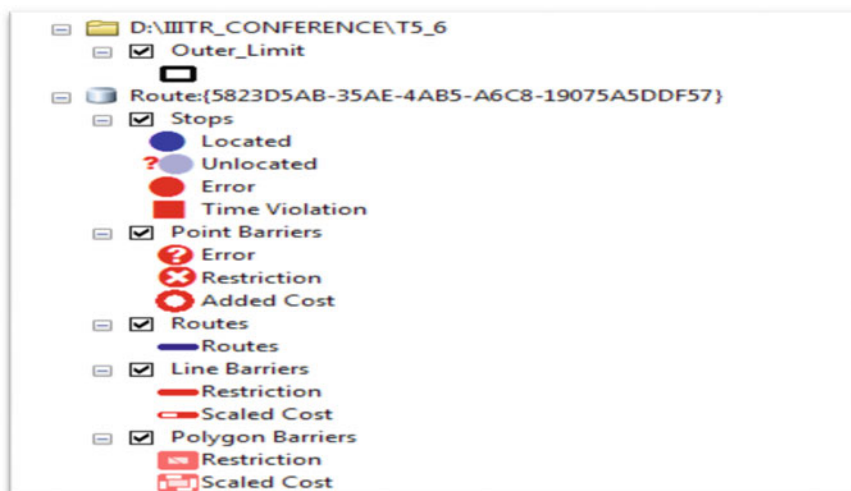 D:\IIITR_CONFERENCE\T5_6
Outer_Limit
Route:{5823D5AB-35AE-4AB5-A6C8-19075A5DDF57}
Stops
Located
? Unlocated
Error
Time Violation
Point Barriers
? Error
Restriction
Added Cost
Routes
Routes
Line Barriers
Restriction
Scaled Cost
Polygon Barriers
Restriction
Scaled Cost